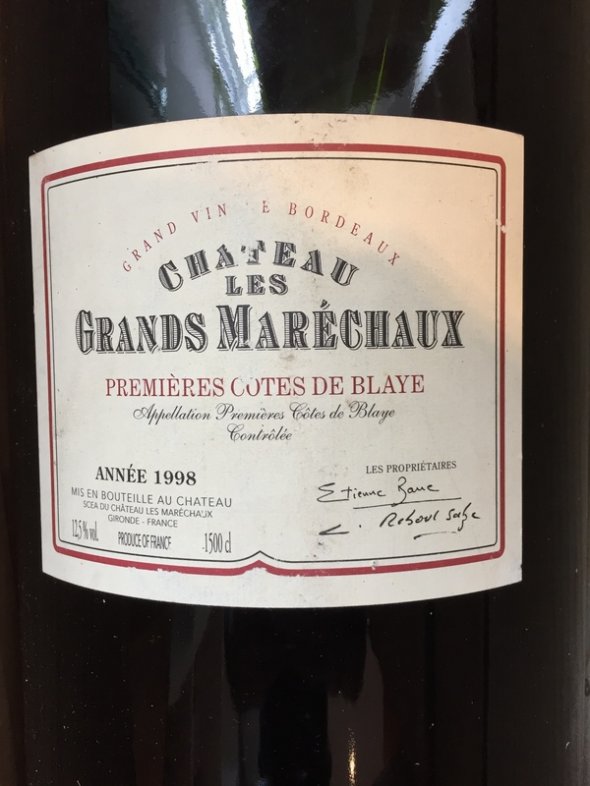 GRAND VIN E BORDEAUX
CHATEAU
LES
GRANDS MARÉCHAUX
PREMIÈRES COTES DE BLAYE
Appellation Premières Côtes de Blaye
Contrôlée
ANNÉE 1998
MIS EN BOUTEILLE AU CHATEAU
SCEA DU CHÂTEAU LES MARÉCHAUX
GIRONDE - FRANCE
12,5% vol.
PRODUCE OF FRANCE
1500 cl
LES PROPRIÉTAIRES
Etienne
Reboul